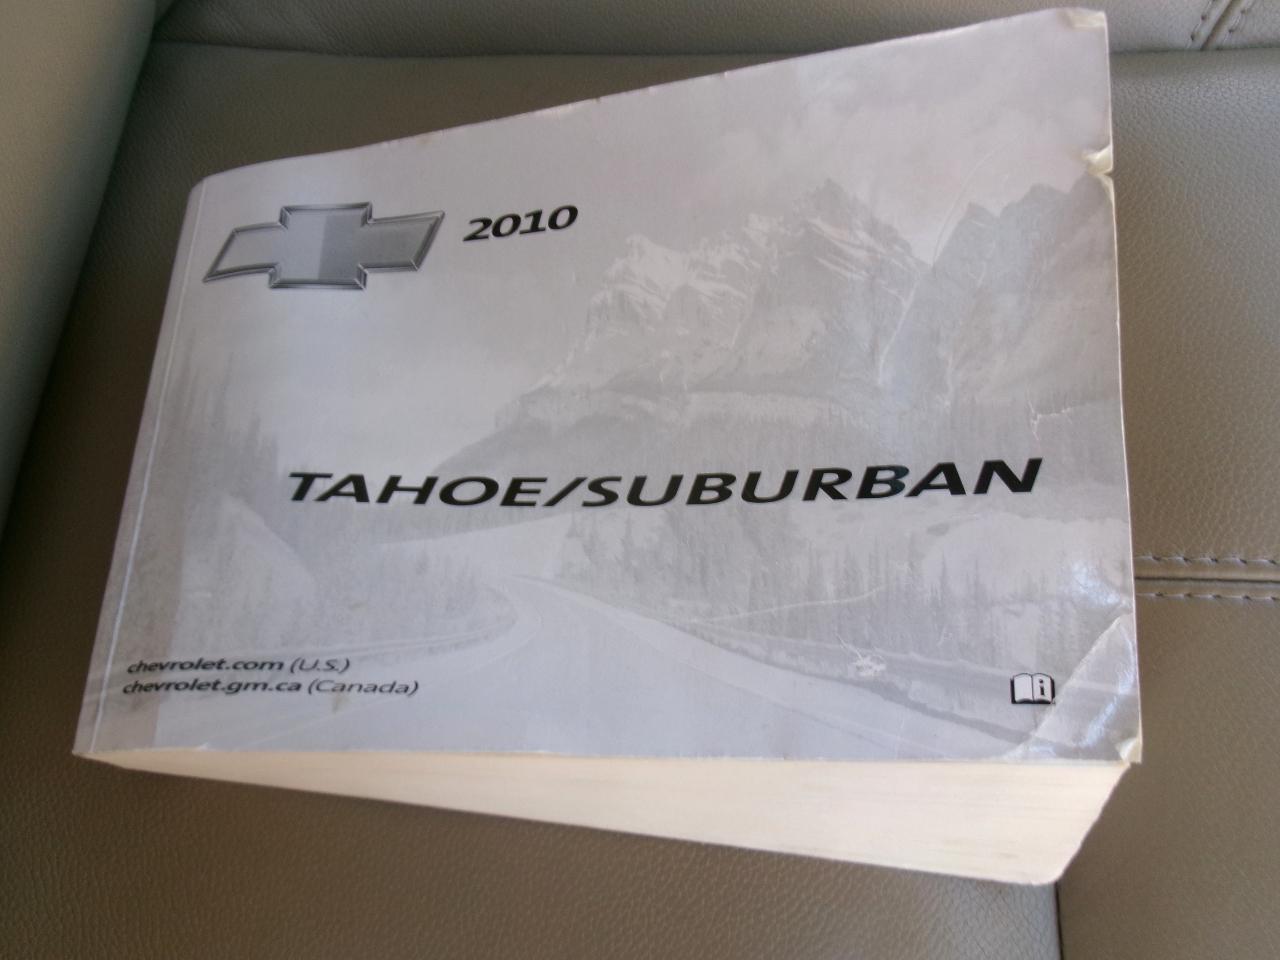 2010
TAHOE/SUBURBAN
chevrolet.com (U.S.)
chevrolet.gm.ca (Canada)
i